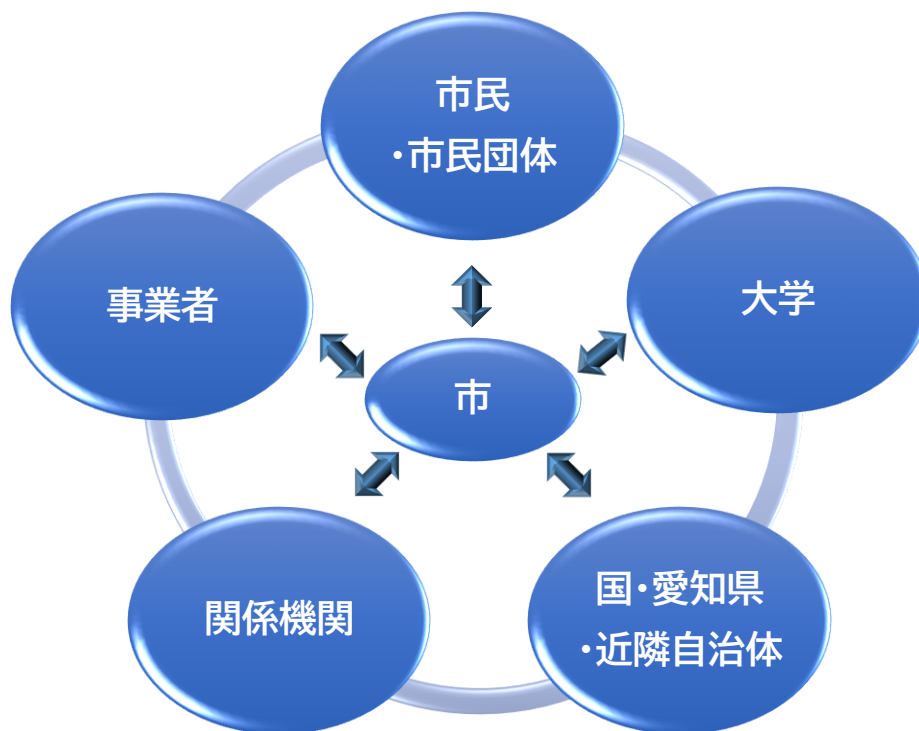 市民
・市民団体
事業者
大学
市
関係機関
国・愛知県
・近隣自治体